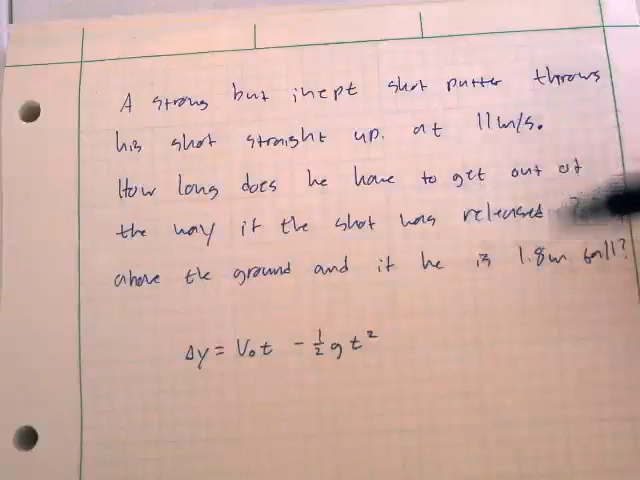 A strong but inept shot putter throws
his shot straight up. at 11m/s.
How long does he have to get out of
the way if the shot was released
above the ground and if he is 1.8m tall?
Δy = V₀t - ½gt²